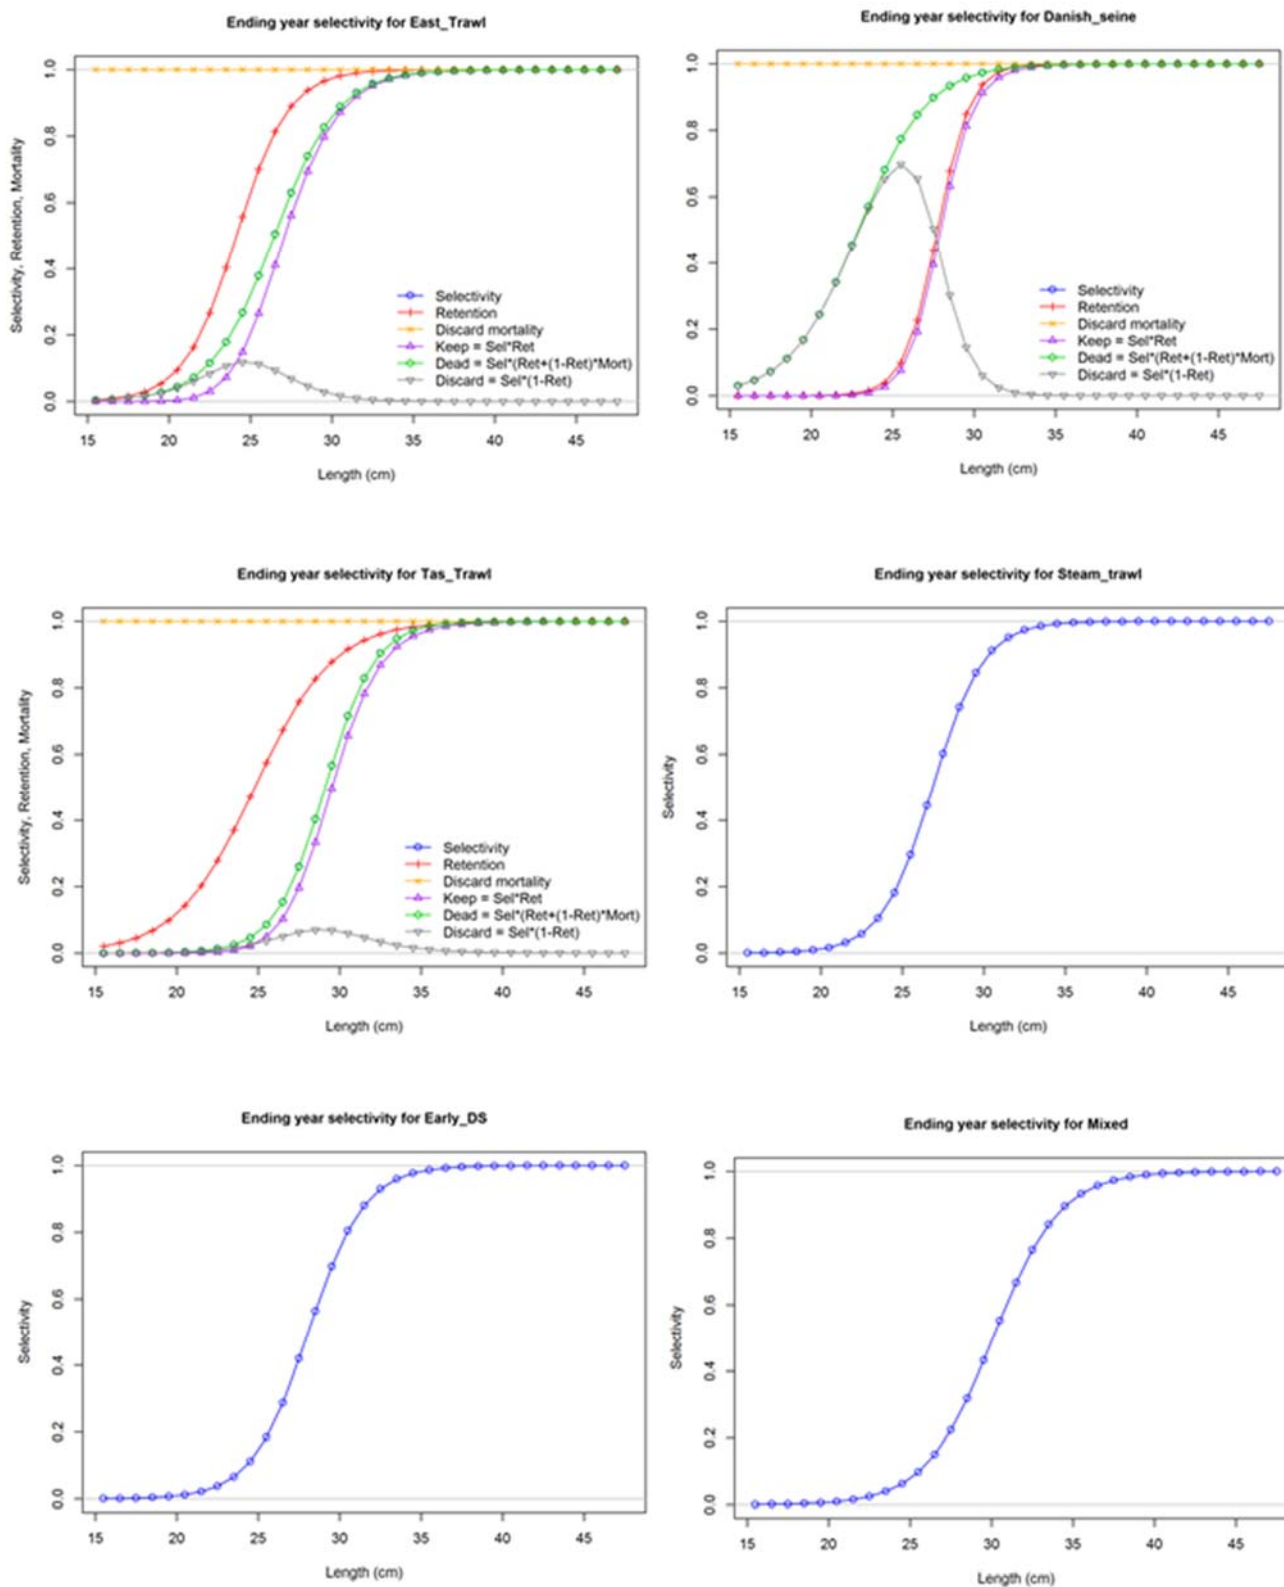 Ending year selectivity for East_Trawl
Selectivity, Retention, Mortality
1.0
0.8
0.6
0.4
0.2
0.0
Selectivity
Retention
Discard mortality
Keep = Sel*Ret
Dead = Sel*(Ret+(1-Ret)*Mort)
Discard = Sel*(1-Ret)
15 20 25 30 35 40 45
Length (cm)
Ending year selectivity for Danish_seine
1.0
0.8
0.6
0.4
0.2
0.0
Selectivity
Retention
Discard mortality
Keep = Sel*Ret
Dead = Sel*(Ret+(1-Ret)*Mort)
Discard = Sel*(1-Ret)
15 20 25 30 35 40 45
Length (cm)
Ending year selectivity for Tas_Trawl
Selectivity, Retention, Mortality
1.0
0.8
0.6
0.4
0.2
0.0
Selectivity
Retention
Discard mortality
Keep = Sel*Ret
Dead = Sel*(Ret+(1-Ret)*Mort)
Discard = Sel*(1-Ret)
15 20 25 30 35 40 45
Length (cm)
Ending year selectivity for Steam_trawl
Selectivity
1.0
0.8
0.6
0.4
0.2
0.0
15 20 25 30 35 40 45
Length (cm)
Ending year selectivity for Early_DS
Selectivity
1.0
0.8
0.6
0.4
0.2
0.0
15 20 25 30 35 40 45
Length (cm)
Ending year selectivity for Mixed
Selectivity
1.0
0.8
0.6
0.4
0.2
0.0
15 20 25 30 35 40 45
Length (cm)